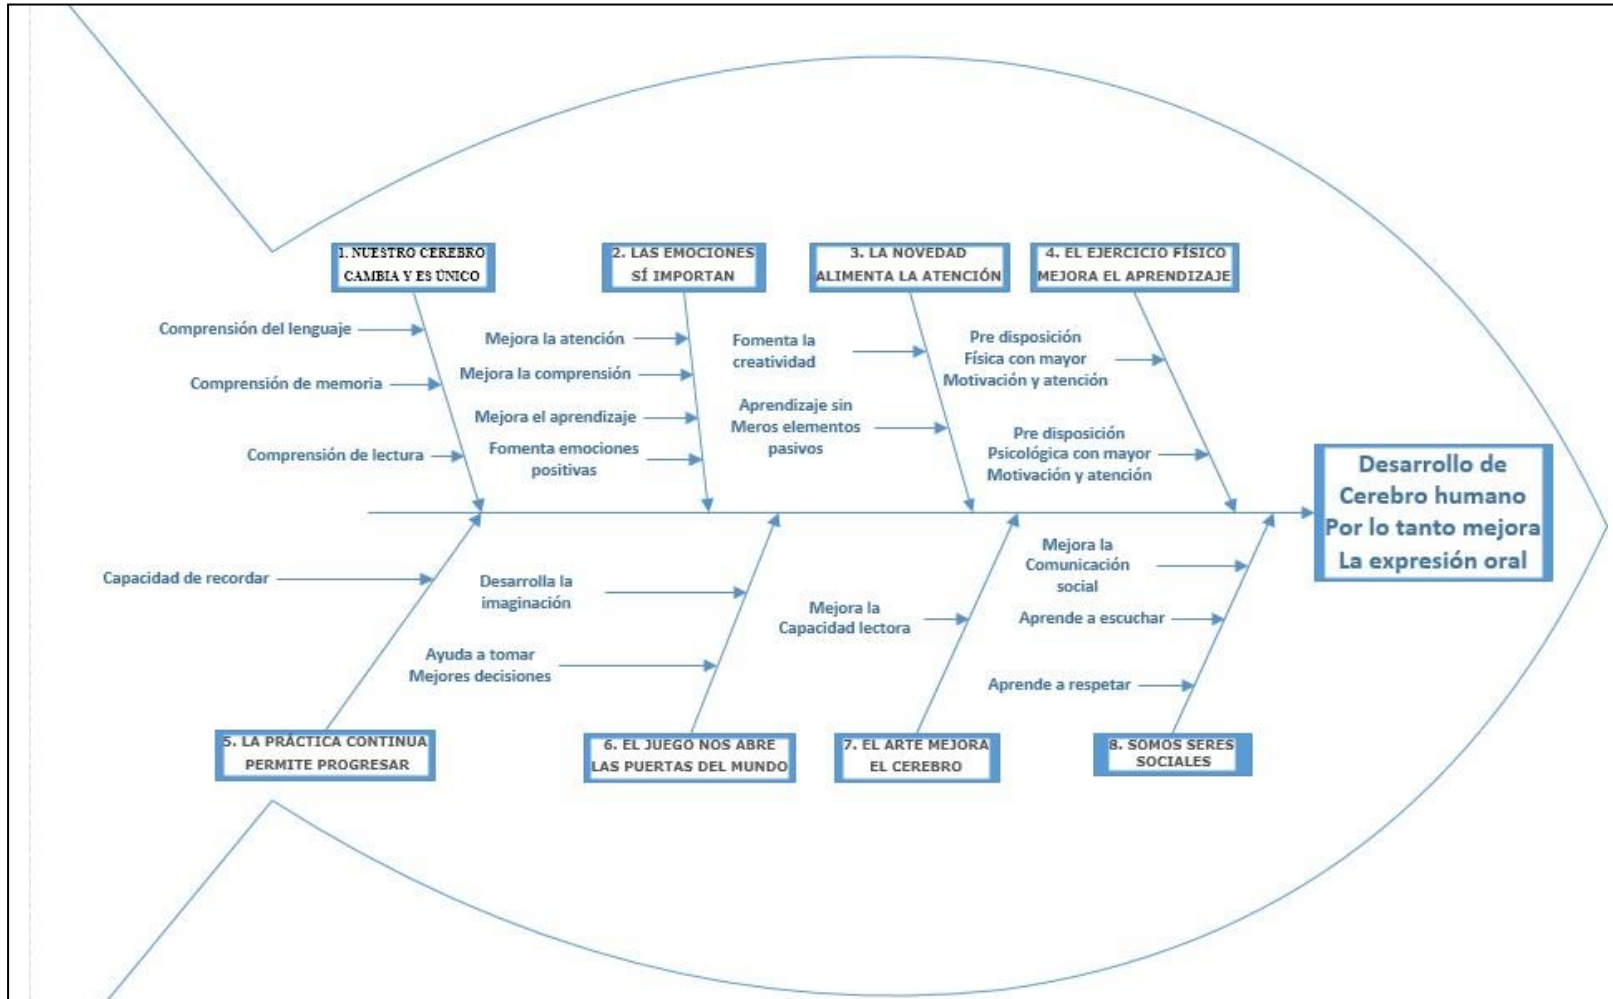 1. NUESTRO CEREBRO
CAMBIA Y ES ÚNICO
2. LAS EMOCIONES
SÍ IMPORTAN
3. LA NOVEDAD
ALIMENTA LA ATENCIÓN
4. EL EJERCICIO FÍSICO
MEJORA EL APRENDIZAJE
Comprensión del lenguaje
Comprensión de memoria
Comprensión de lectura
Mejora la atención
Mejora la comprensión
Mejora el aprendizaje
Fomenta emociones
positivas
Fomenta la
creatividad
Aprendizaje sin
Meros elementos
pasivos
Pre disposición
Física con mayor
Motivación y atención
Pre disposición
Psicológica con mayor
Motivación y atención
Desarrollo de
Cerebro humano
Por lo tanto mejora
La expresión oral
Capacidad de recordar
Desarrolla la
imaginación
Ayuda a tomar
Mejores decisiones
Mejora la
Capacidad lectora
Mejora la
Comunicación
social
Aprende a escuchar
Aprende a respetar
5. LA PRÁCTICA CONTINUA
PERMITE PROGRESAR
6. EL JUEGO NOS ABRE
LAS PUERTAS DEL MUNDO
7. EL ARTE MEJORA
EL CEREBRO
8. SOMOS SERES
SOCIALES